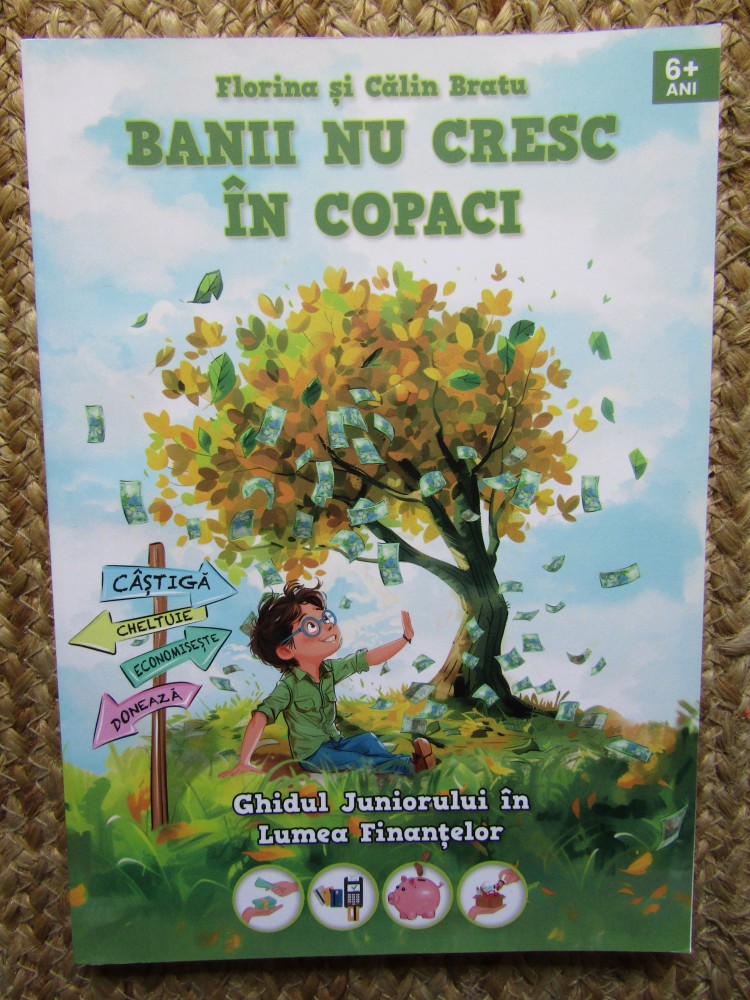 Florina și Călin Bratu
6+
ANI
BANII NU CRESC
ÎN COPACI
CÂȘTIGĂ
CHELTUIE
ECONOMISEȘTE
DONEAZĂ
Ghidul Juniorului în
Lumea Finanțelor